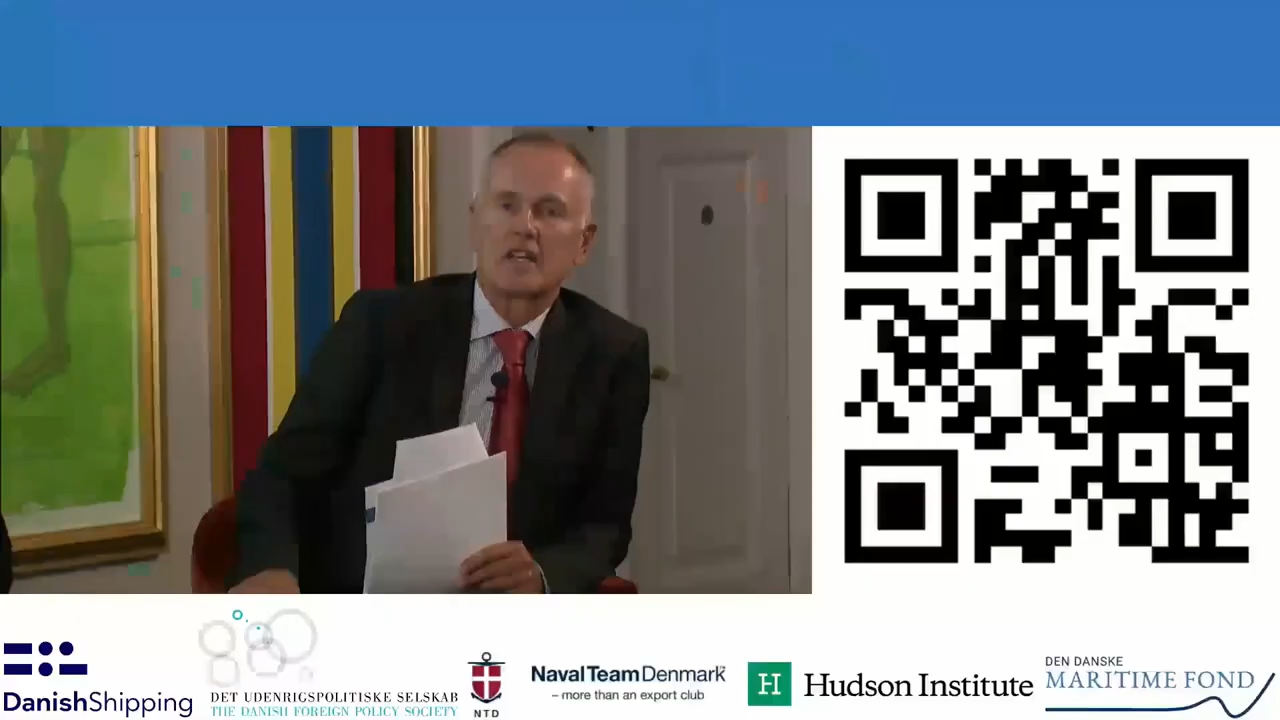 DanishShipping
DET UDENRIGSPOLITISKE SELSKAB
THE DANISH FOREIGN POLICY SOCIETY
NTD
NavalTeamDenmark
– more than an export club
H
Hudson Institute
DEN DANSKE
MARITIME FOND